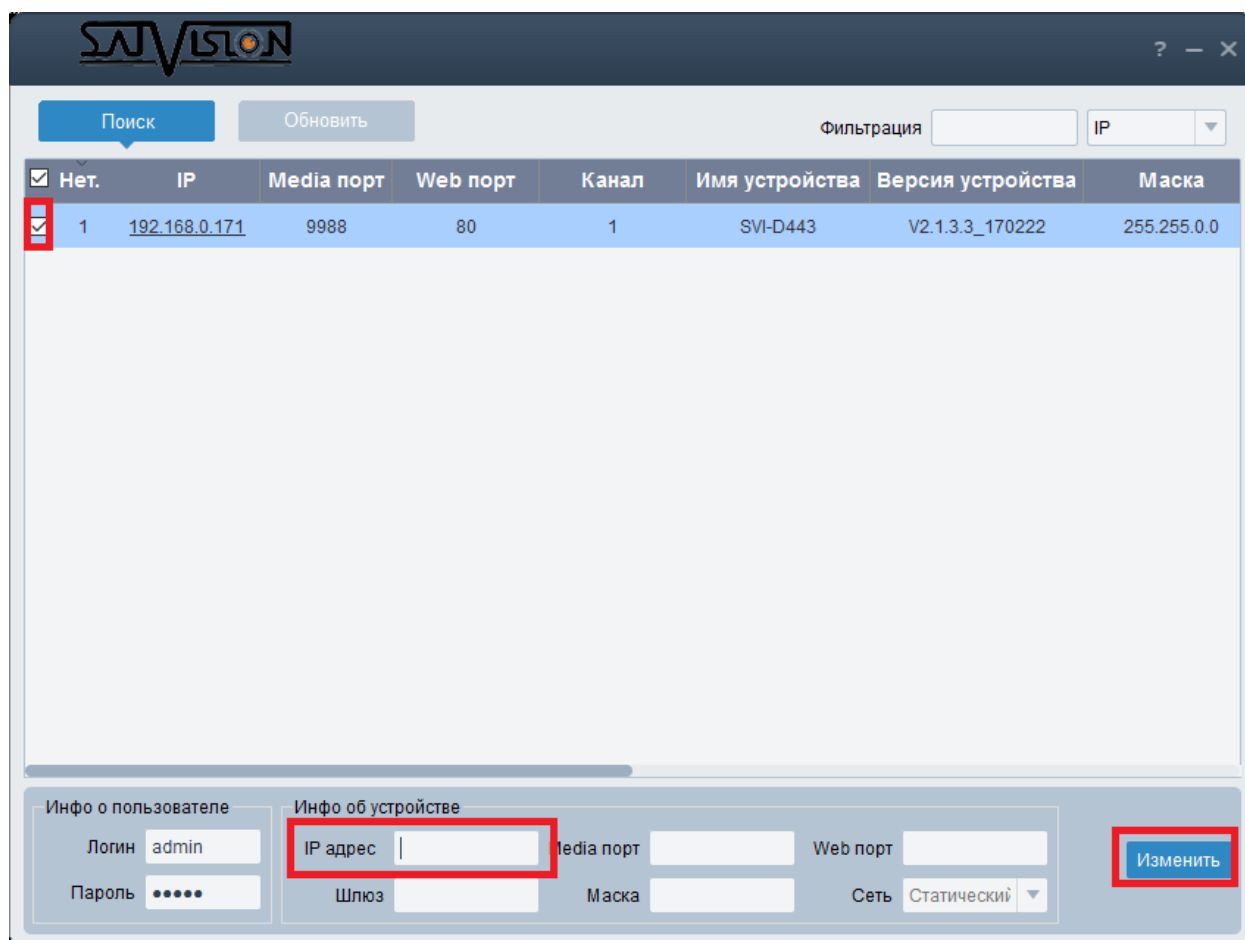 SATVISION
? – ×
Поиск Обновить Фильтрация IP
Нет. IP Media порт Web порт Канал Имя устройства Версия устройства Маска
1 192.168.0.171 9988 80 1 SVI-D443 V2.1.3.3_170222 255.255.0.0
Инфо о пользователе Инфо об устройстве
Логин admin IP адрес Media порт Web порт Изменить
Пароль ••••• Шлюз Маска Сеть Статический